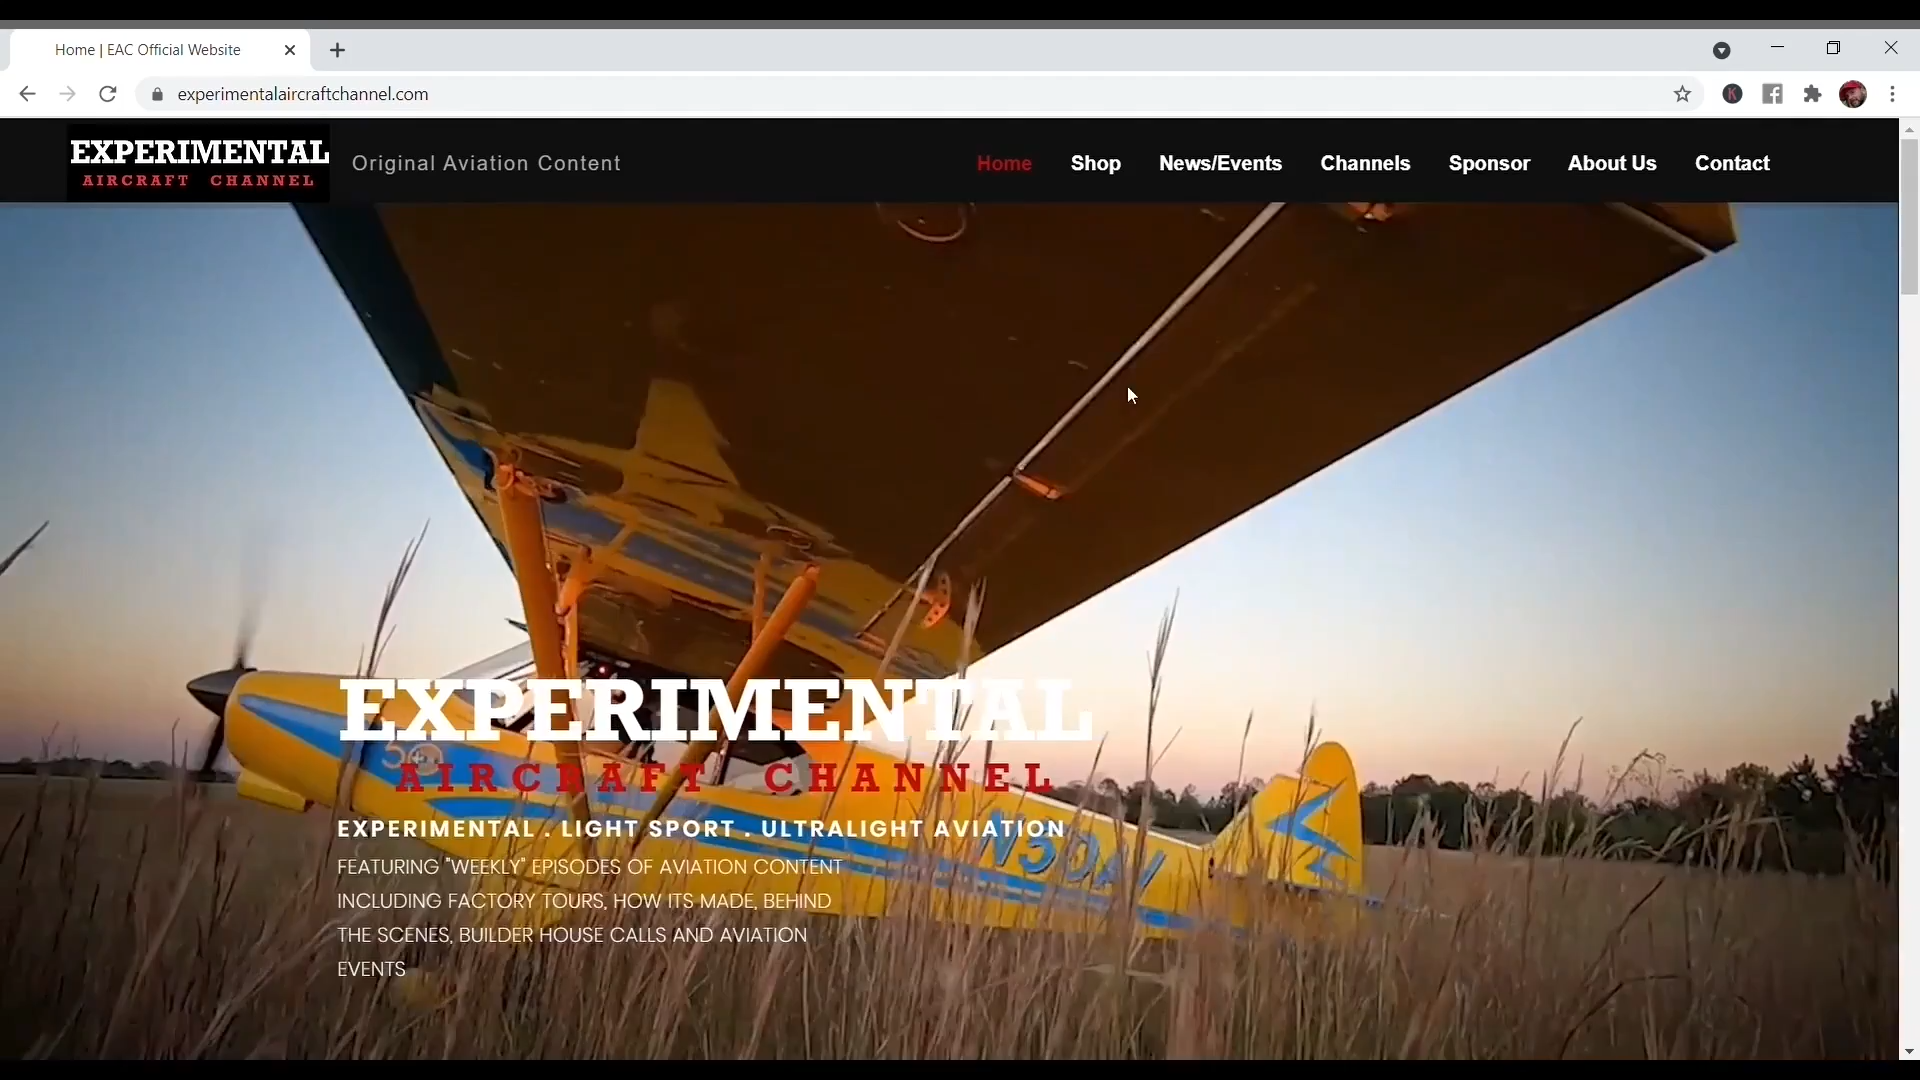 Home | EAC Official Website
experimentalaircraftchannel.com
K
EXPERIMENTAL
AIRCRAFT CHANNEL
Original Aviation Content
Home
Shop
News/Events
Channels
Sponsor
About Us
Contact
EXPERIMENTAL
AIRCRAFT CHANNEL
EXPERIMENTAL . LIGHT SPORT . ULTRALIGHT AVIATION
FEATURING "WEEKLY" EPISODES OF AVIATION CONTENT
INCLUDING FACTORY TOURS, HOW ITS MADE, BEHIND
THE SCENES, BUILDER HOUSE CALLS AND AVIATION
EVENTS